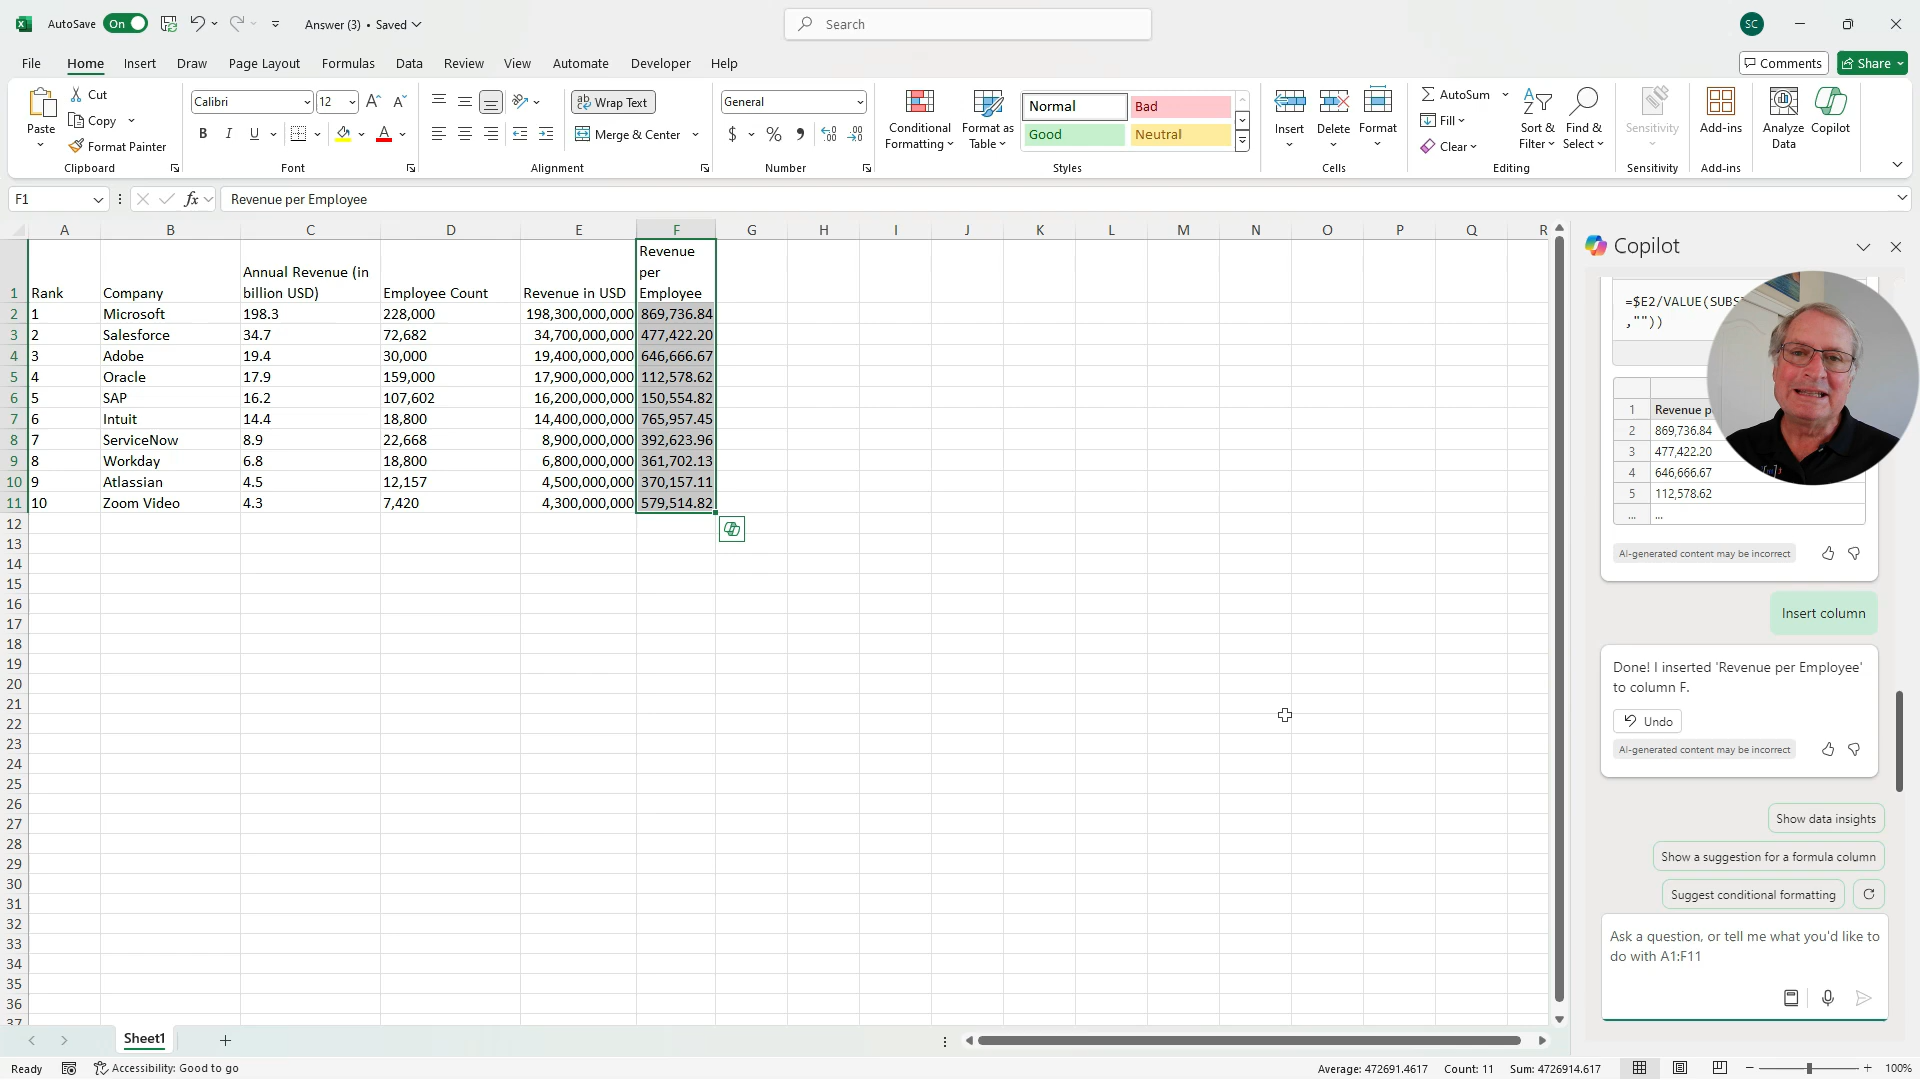 AutoSave On Answer (3) • Saved Search SC
File Home Insert Draw Page Layout Formulas Data Review View Automate Developer Help Comments Share
Paste Cut Copy Format Painter Clipboard
Calibri 12 B I U A Font
Wrap Text Merge & Center Alignment
General $ % Number
Conditional Formatting Format as Table Normal Bad Good Neutral Styles
Insert Delete Format Cells
AutoSum Fill Clear Sort & Filter Find & Select Editing
Sensitivity Sensitivity
Add-ins Add-ins
Analyze Data Copilot
F1 fx Revenue per Employee
A B C D E F G H I J K L M N O P Q R
1 Rank Company Annual Revenue (in billion USD) Employee Count Revenue in USD Revenue per Employee
2 1 Microsoft 198.3 228,000 198,300,000,000 869,736.84
3 2 Salesforce 34.7 72,682 34,700,000,000 477,422.20
4 3 Adobe 19.4 30,000 19,400,000,000 646,666.67
5 4 Oracle 17.9 159,000 17,900,000,000 112,578.62
6 5 SAP 16.2 107,602 16,200,000,000 150,554.82
7 6 Intuit 14.4 18,800 14,400,000,000 765,957.45
8 7 ServiceNow 8.9 22,668 8,900,000,000 392,623.96
9 8 Workday 6.8 18,800 6,800,000,000 361,702.13
10 9 Atlassian 4.5 12,157 4,500,000,000 370,157.11
11 10 Zoom Video 4.3 7,420 4,300,000,000 579,514.82
12
13
14
15
16
17
18
19
20
21
22
23
24
25
26
27
28
29
30
31
32
33
34
35
36
37
Copilot
=$E2/VALUE(SUBS
,""))
1 Revenue p
2 869,736.84
3 477,422.20
4 646,666.67
5 112,578.62
... ...
AI-generated content may be incorrect
Insert column
Done! I inserted 'Revenue per Employee'
to column F.
Undo
AI-generated content may be incorrect
Show data insights
Show a suggestion for a formula column
Suggest conditional formatting
Ask a question, or tell me what you'd like to
do with A1:F11
Sheet1
Ready Accessibility: Good to go Average: 472691.4617 Count: 11 Sum: 4726914.617 100%